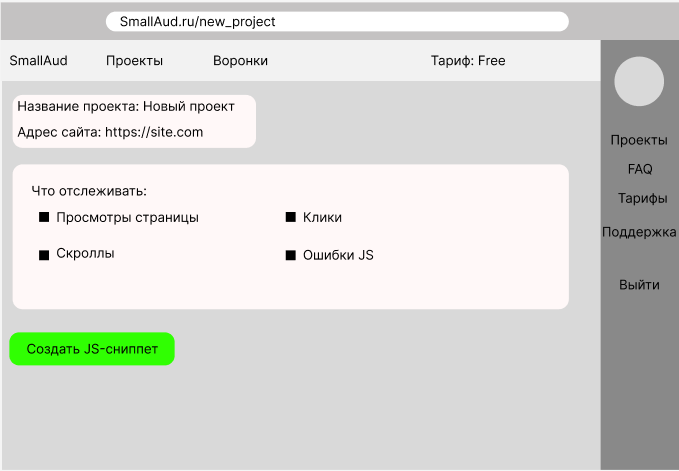 SmallAud.ru/new_project
SmallAud Проекты Воронки Тариф: Free
Название проекта: Новый проект
Адрес сайта: https://site.com
Что отслеживать:
Просмотры страницы Клики
Скроллы Ошибки JS
Создать JS-сниппет
Проекты
FAQ
Тарифы
Поддержка
Выйти